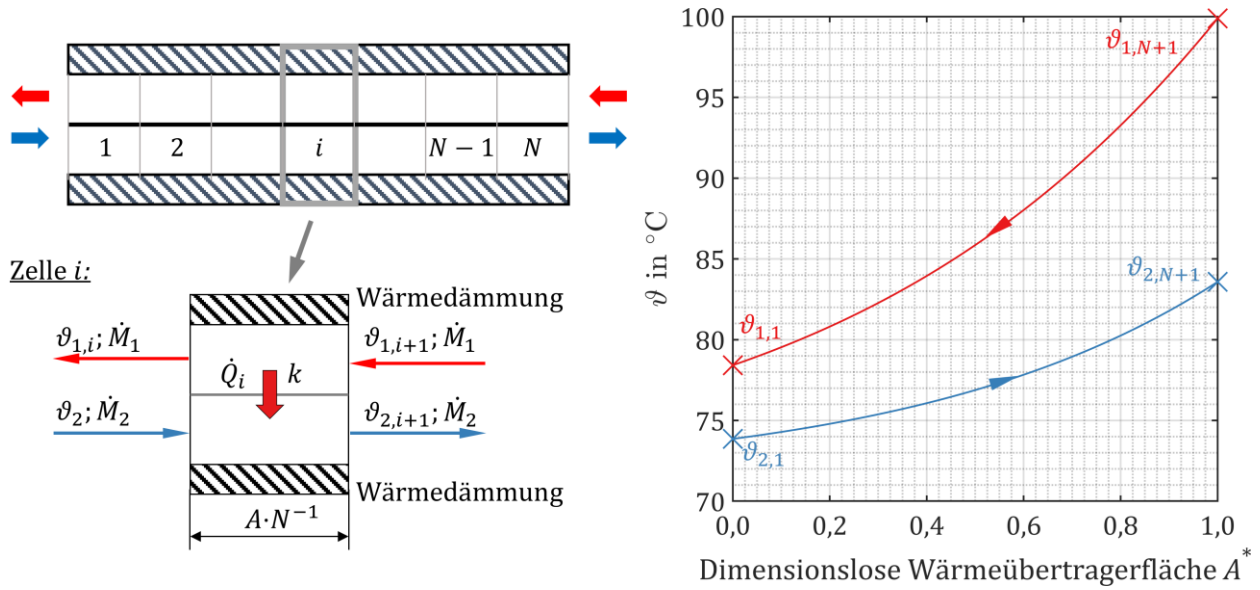 1 2 i N − 1 N
Zelle i:
Wärmedämmung
ϑ₁,ᵢ; Ṁ₁
ϑ₁,ᵢ₊₁; Ṁ₁
Q̇ᵢ k
ϑ₂; Ṁ₂
ϑ₂,ᵢ₊₁; Ṁ₂
Wärmedämmung
A·N⁻¹
ϑ in °C
100
95
90
85
80
75
70
ϑ₁,N₊₁
ϑ₂,N₊₁
ϑ₁,₁
ϑ₂,₁
0,0 0,2 0,4 0,6 0,8 1,0
Dimensionslose Wärmeübertragerfläche A*